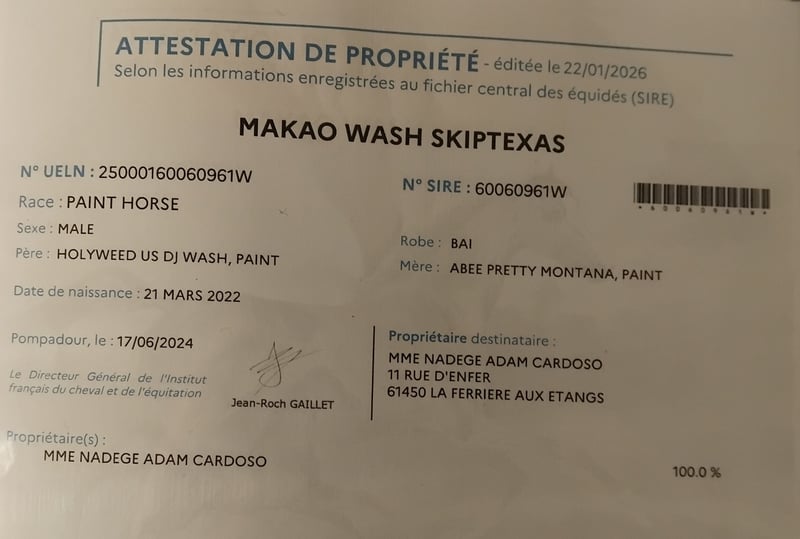 ATTESTATION DE PROPRIÉTÉ - éditée le 22/01/2026
Selon les informations enregistrées au fichier central des équidés (SIRE)
MAKAO WASH SKIPTEXAS
N° UELN : 25000160060961W
N° SIRE : 60060961W
*60060961W*
Race : PAINT HORSE
Sexe : MALE
Robe : BAI
Père : HOLYWEED US DJ WASH, PAINT
Mère : ABEE PRETTY MONTANA, PAINT
Date de naissance : 21 MARS 2022
Pompadour, le : 17/06/2024
Le Directeur Général de l'Institut
français du cheval et de l'équitation
Jean-Roch GAILLET
Propriétaire destinataire :
MME NADEGE ADAM CARDOSO
11 RUE D'ENFER
61450 LA FERRIERE AUX ETANGS
Propriétaire(s) :
MME NADEGE ADAM CARDOSO
100.0 %